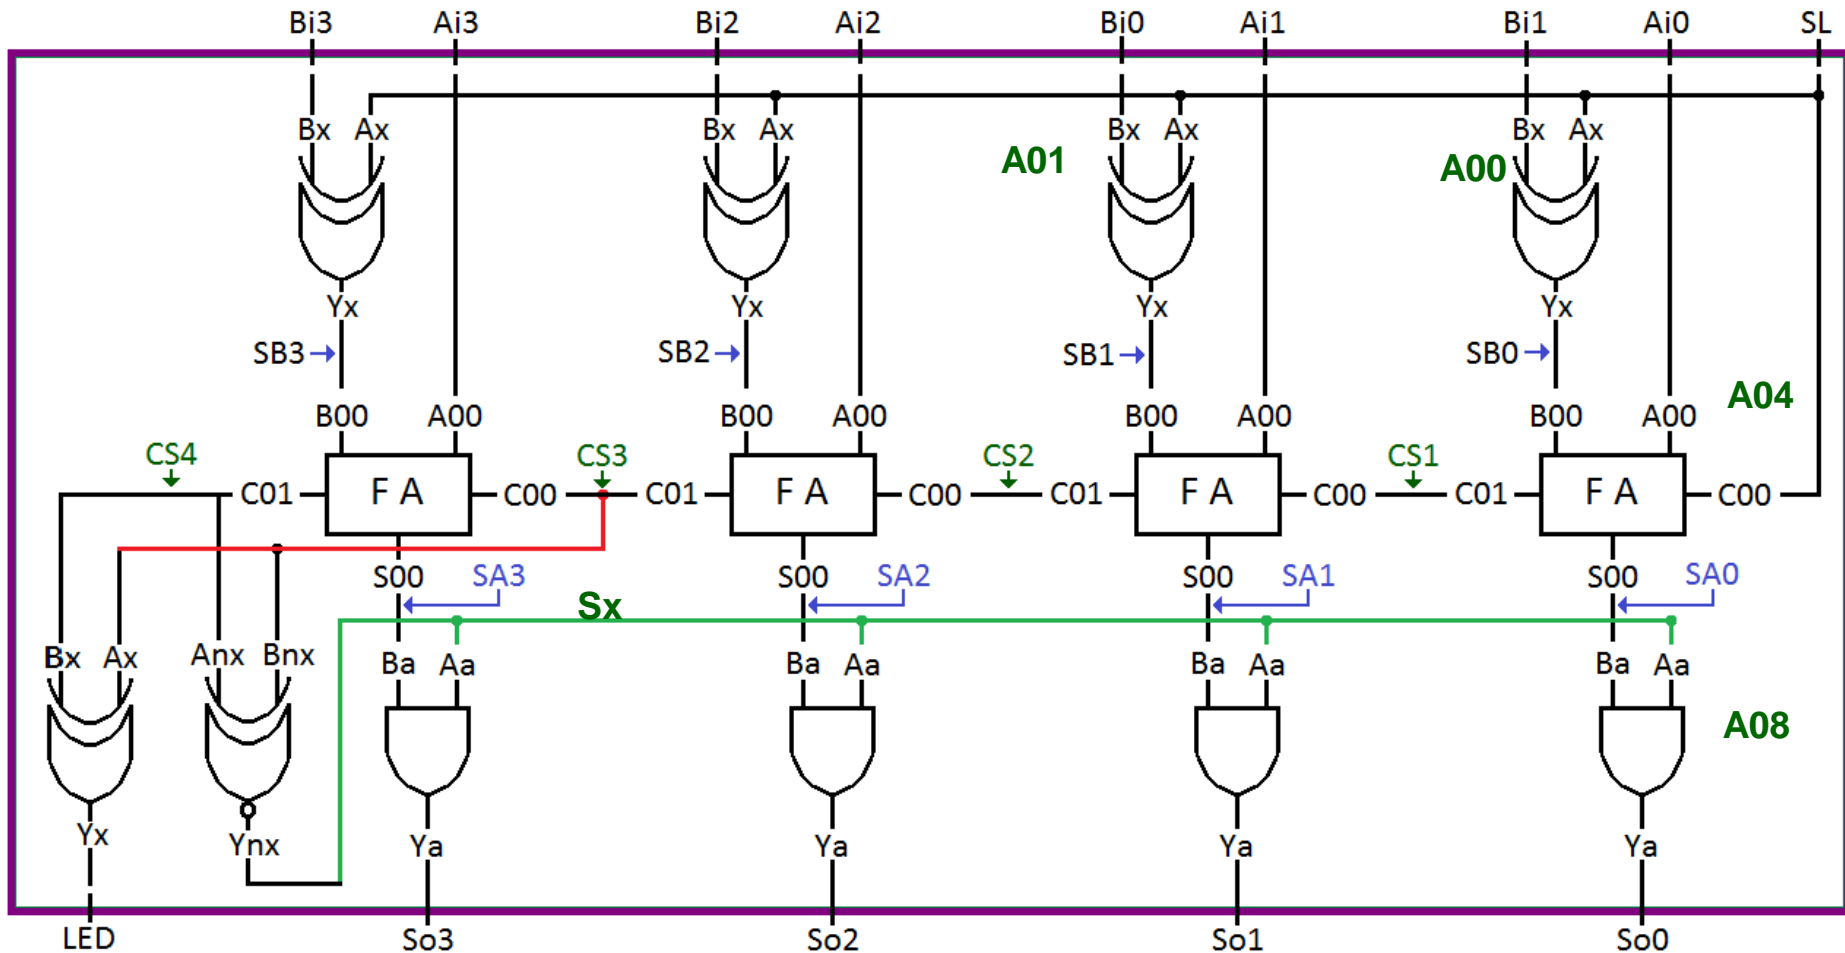 Bi3 Ai3 Bi2 Ai2 Bi0 Ai1 Bi1 Ai0 SL
Bx Ax Bx Ax Bx Ax Bx Ax
A01 A00
Yx Yx Yx Yx
SB3 SB2 SB1 SB0
A04
B00 A00 B00 A00 B00 A00 B00 A00
CS4 CS3 CS2 CS1
C01 F A C00 C01 F A C00 C01 F A C00 C01 F A C00
S00 SA3 S00 SA2 S00 SA1 S00 SA0
Sx
Bx Ax Anx Bnx Ba Aa Ba Aa Ba Aa Ba Aa
A08
Yx Ynx Ya Ya Ya Ya
LED So3 So2 So1 So0